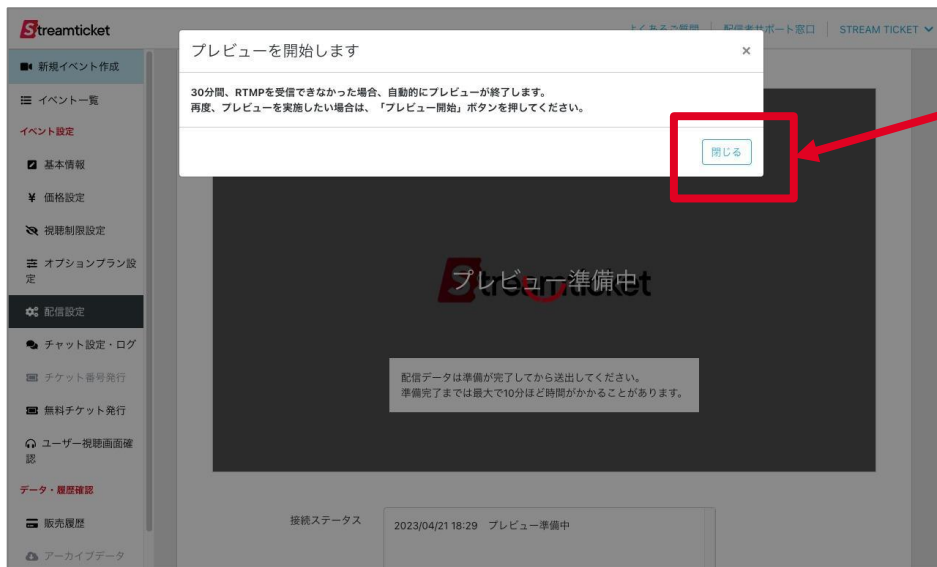 Streamticket
よくあるご質問
配信者サポート窓口
STREAM TICKET
プレビューを開始します
×
30分間、RTMPを受信できなかった場合、自動的にプレビューが終了します。
再度、プレビューを実施したい場合は、「プレビュー開始」ボタンを押してください。
閉じる
新規イベント作成
イベント一覧
イベント設定
基本情報
¥ 価格設定
視聴制限設定
オプションプラン設
定
配信設定
チャット設定・ログ
チケット番号発行
無料チケット発行
ユーザー視聴画面確
認
データ・履歴確認
販売履歴
アーカイブデータ
Streamticket
プレビュー準備中
配信データは準備が完了してから送出してください。
準備完了までは最大で10分ほど時間がかかることがあります。
接続ステータス
2023/04/21 18:29 プレビュー準備中